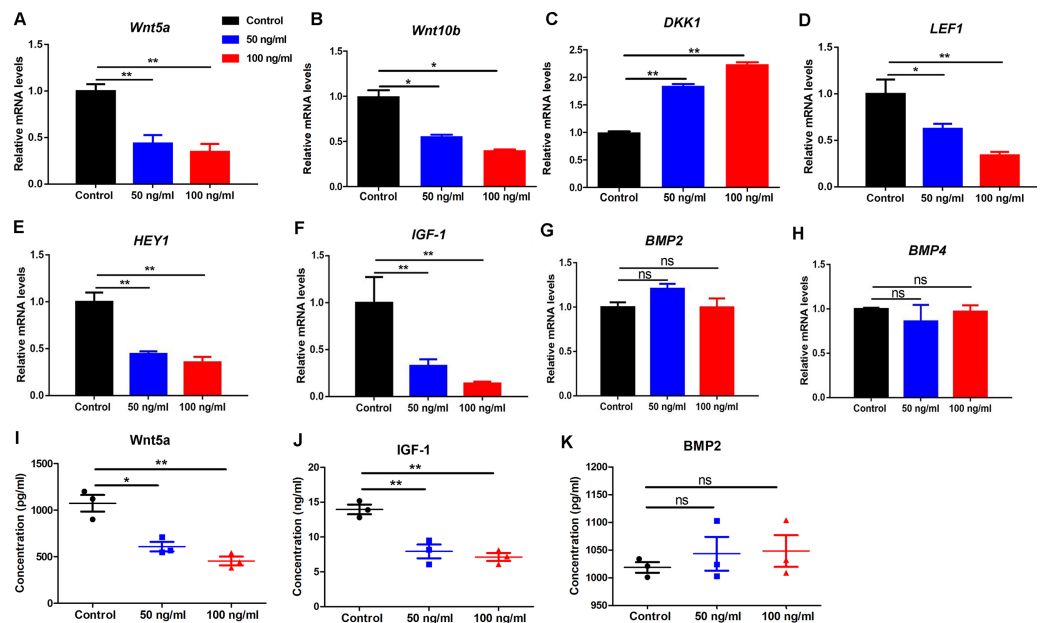 A
Wnt5a
Relative mRNA levels
1.5
1.0
0.5
0.0
**
**
Control
50 ng/ml
100 ng/ml
Control
50 ng/ml
100 ng/ml
B
Wnt10b
Relative mRNA levels
1.5
1.0
0.5
0.0
*
*
Control
50 ng/ml
100 ng/ml
C
DKK1
Relative mRNA levels
2.5
2.0
1.5
1.0
2.0
0.0
**
**
Control
50 ng/ml
100 ng/ml
D
LEF1
Relative mRNA levels
1.5
1.0
0.5
0.0
**
*
Control
50 ng/ml
100 ng/ml
E
HEY1
Relative mRNA levels
1.5
1.0
0.5
0.0
**
**
Control
50 ng/ml
100 ng/ml
F
IGF-1
Relative mRNA levels
1.5
1.0
0.5
0.0
**
**
Control
50 ng/ml
100 ng/ml
G
BMP2
Relative mRNA levels
1.5
1.0
0.5
0.0
ns
ns
Control
50 ng/ml
100 ng/ml
H
BMP4
Relative mRNA levels
1.5
1.0
0.0
ns
ns
Control
50 ng/ml
100 ng/ml
I
Wnt5a
Concentration (pg/ml)
1500
1000
500
0
**
*
Control
50 ng/ml
100 ng/ml
J
IGF-1
Concentration (ng/ml)
20
15
10
5
0
**
**
Control
50 ng/ml
100 ng/ml
K
BMP2
Concentration (pg/ml)
1200
1150
1100
1050
1000
950
ns
ns
Control
50 ng/ml
100 ng/ml